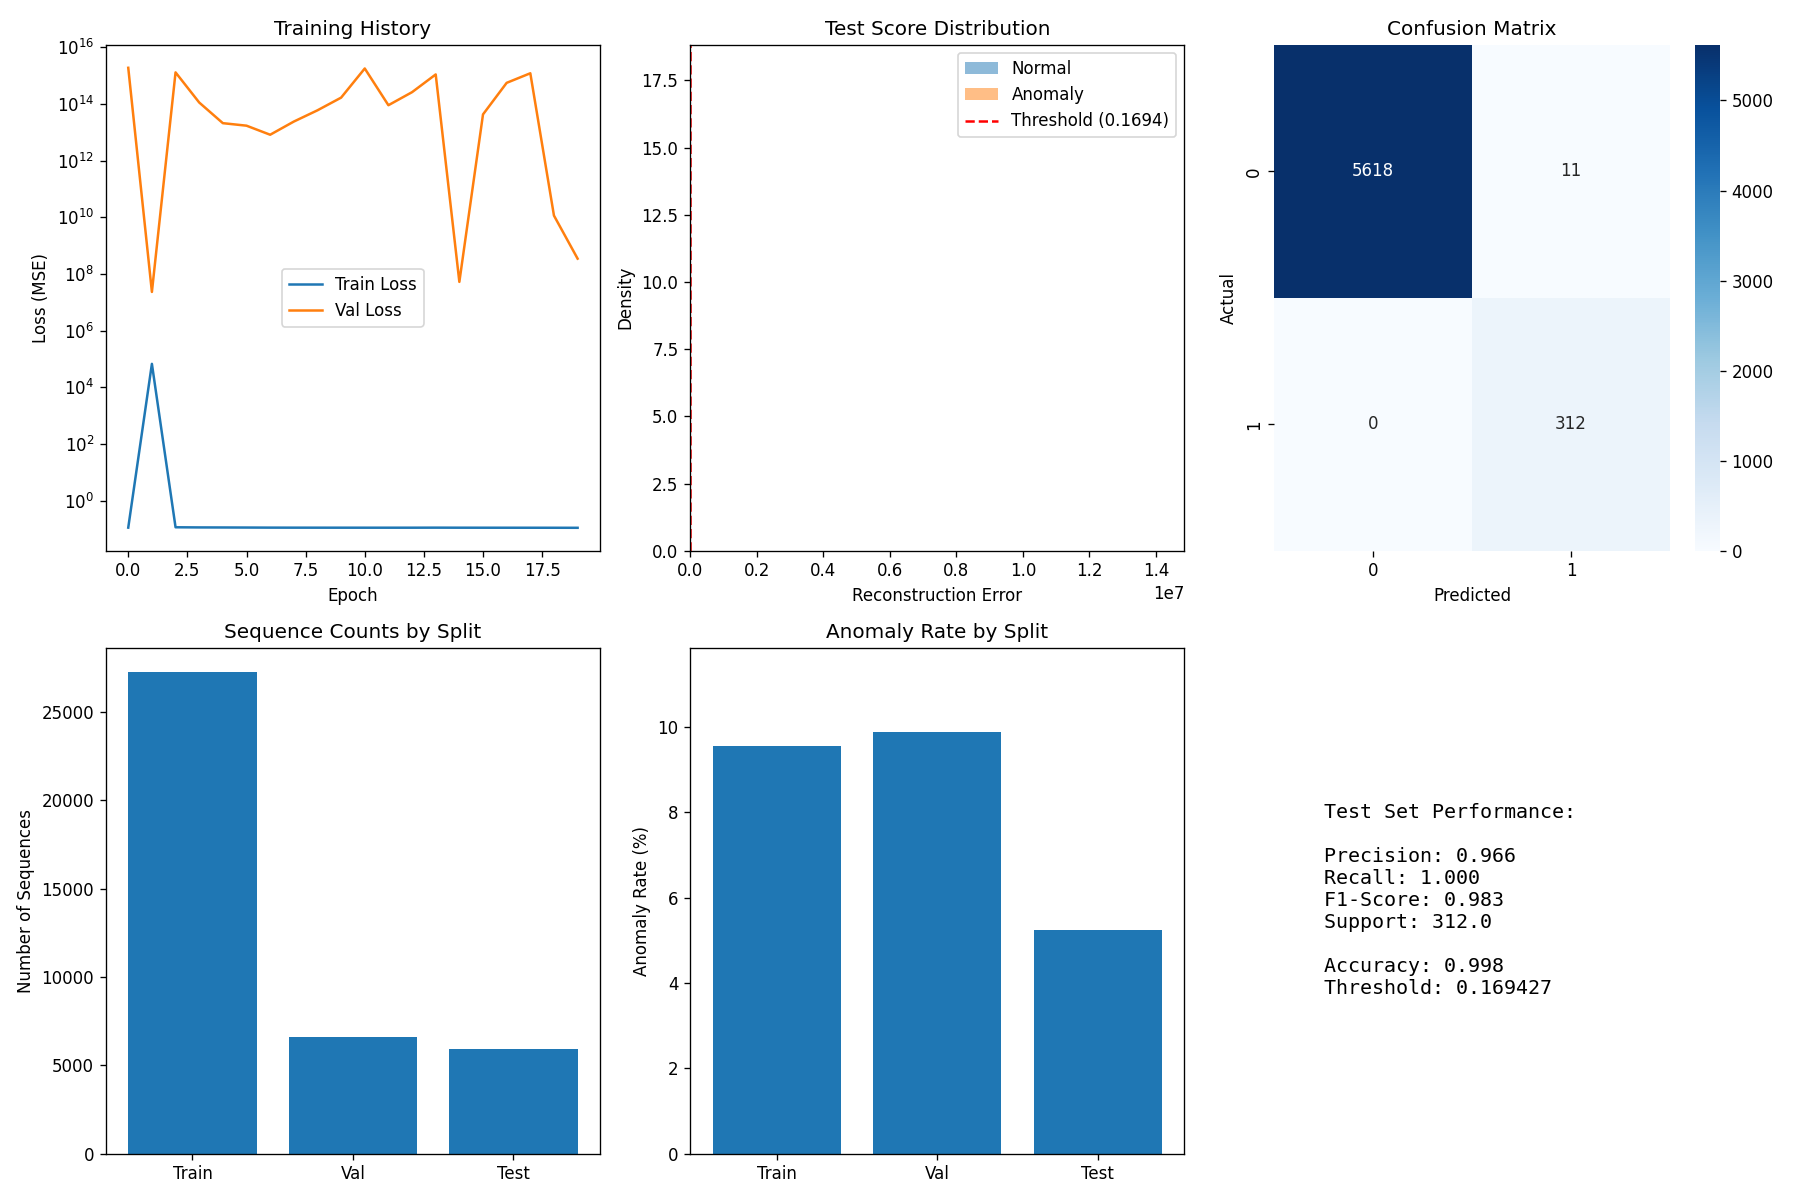 Training History
10^16
10^14
10^12
10^10
10^8
10^6
10^4
10^2
10^0
Loss (MSE)
Train Loss
Val Loss
0.0 2.5 5.0 7.5 10.0 12.5 15.0 17.5
Epoch
Test Score Distribution
17.5
15.0
12.5
10.0
7.5
5.0
2.5
0.0
Density
Normal
Anomaly
Threshold (0.1694)
0.0 0.2 0.4 0.6 0.8 1.0 1.2 1.4
1e7
Reconstruction Error
Confusion Matrix
0
1
Actual
5618 11
0 312
0 1
Predicted
5000
4000
3000
2000
1000
0
Sequence Counts by Split
25000
20000
15000
10000
5000
0
Number of Sequences
Train Val Test
Anomaly Rate by Split
10
8
6
4
2
0
Anomaly Rate (%)
Train Val Test
Test Set Performance:
Precision: 0.966
Recall: 1.000
F1-Score: 0.983
Support: 312.0
Accuracy: 0.998
Threshold: 0.169427